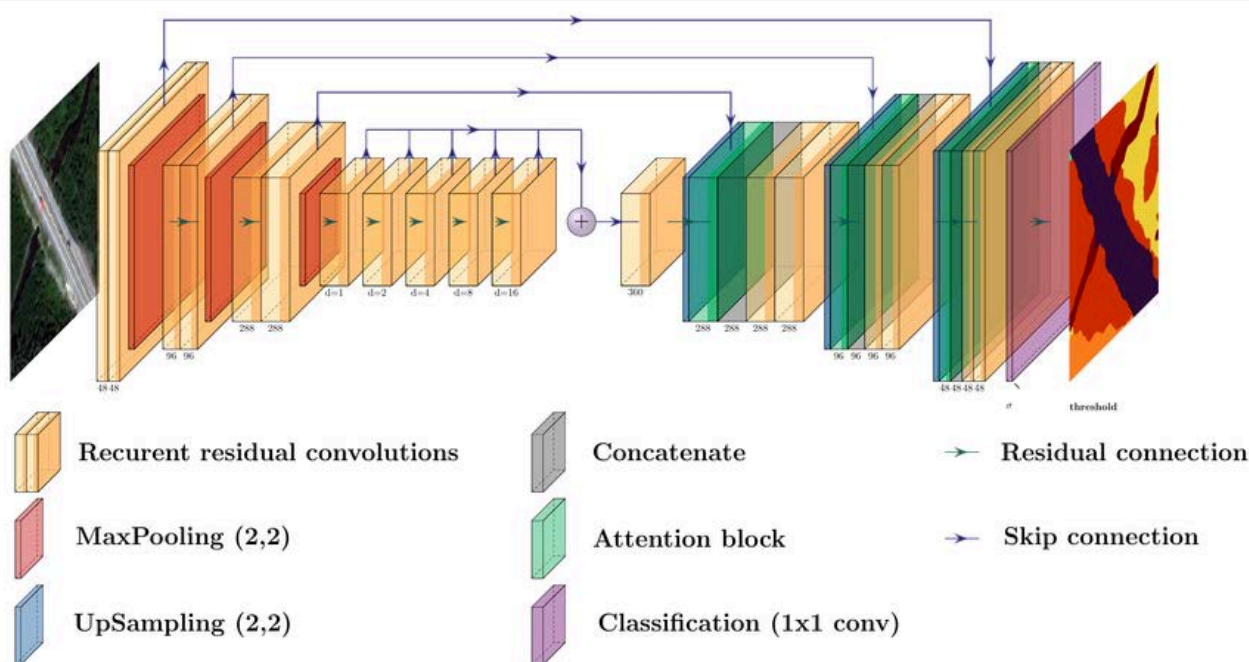 d=1 d=2 d=4 d=8 d=16
360
288 288
288 288 288 288
96 96
96 96 96 96
48 48
48 48 48 48
σ threshold
Recurent residual convolutions
Concatenate
Residual connection
MaxPooling (2,2)
Attention block
Skip connection
UpSampling (2,2)
Classification (1x1 conv)